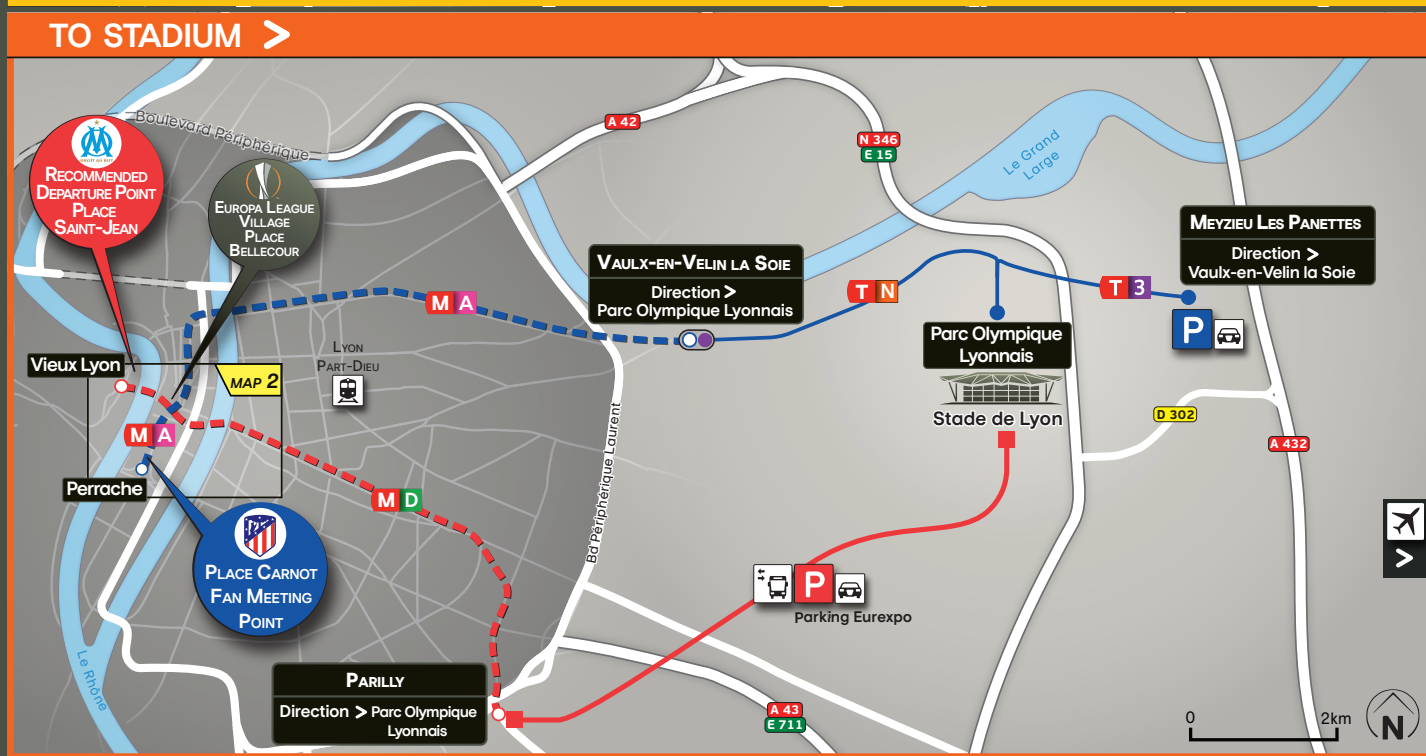 TO STADIUM >
Boulevard Périphérique
A 42
N 346
E 15
Le Grand
Large
RECOMMENDED
DEPARTURE POINT
PLACE
SAINT-JEAN
EUROPA LEAGUE
VILLAGE
PLACE
BELLECOUR
MEYZIEU LES PANETTES
Direction >
Vaulx-en-Velin la Soie
VAULX-EN-VELIN LA SOIE
Direction >
Parc Olympique Lyonnais
T N
T 3
M A
P
Parc Olympique
Lyonnais
Stade de Lyon
LYON
PART-DIEU
Vieux Lyon
MAP 2
M A
D 302
A 432
Perrache
M D
Bd Périphérique Laurent
PLACE CARNOT
FAN MEETING
POINT
P
Parking Eurexpo
>
Le Rhône
PARILLY
Direction > Parc Olympique
Lyonnais
A 43
E 711
0 2km
N